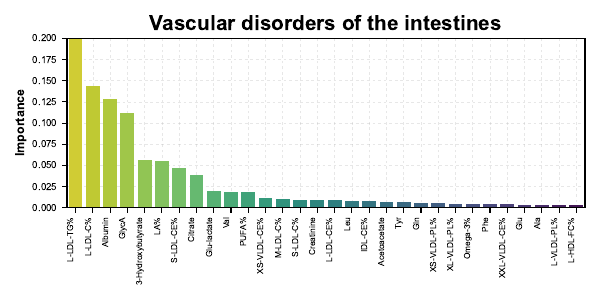 Vascular disorders of the intestines
Importance
0.200
0.175
0.150
0.125
0.100
0.075
0.050
0.025
0.000
L-LDL-TG%
L-LDL-C%
Albumin
GlycA
3-Hydroxybutyrate
LA%
S-LDL-CE%
Citrate
Glu-lactate
Val
PUFA%
XS-VLDL-CE%
M-LDL-C%
S-LDL-C%
Creatinine
L-LDL-CE%
Leu
IDL-CE%
Acetoacetate
Tyr
Gln
XS-VLDL-PL%
XL-VLDL-PL%
Omega-3%
Phe
XXL-VLDL-CE%
Glu
Ala
L-VLDL-PL%
L-HDL-FC%